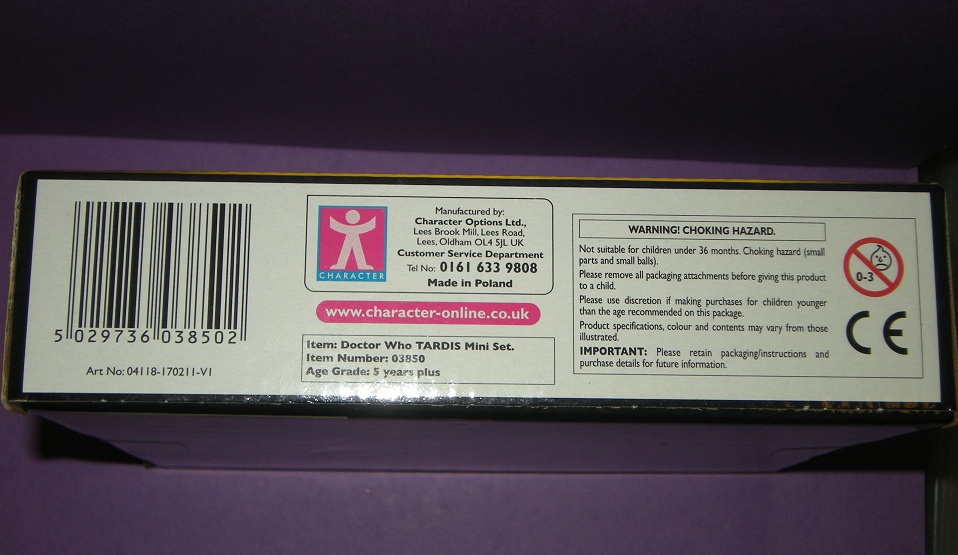 5 029736 038502
Art No: 04118-170211-V1
CHARACTER
Manufactured by:
Character Options Ltd.,
Lees Brook Mill, Lees Road,
Lees, Oldham OL4 5JL UK
Customer Service Department
Tel No: 0161 633 9808
Made in Poland
www.character-online.co.uk
Item: Doctor Who TARDIS Mini Set.
Item Number: 03850
Age Grade: 5 years plus
WARNING! CHOKING HAZARD.
Not suitable for children under 36 months. Choking hazard (small
parts and small balls).
Please remove all packaging attachments before giving this product
to a child.
Please use discretion if making purchases for children younger
than the age recommended on this package.
Product specifications, colour and contents may vary from those
illustrated.
IMPORTANT: Please retain packaging/instructions and
purchase details for future information.
0-3
CE